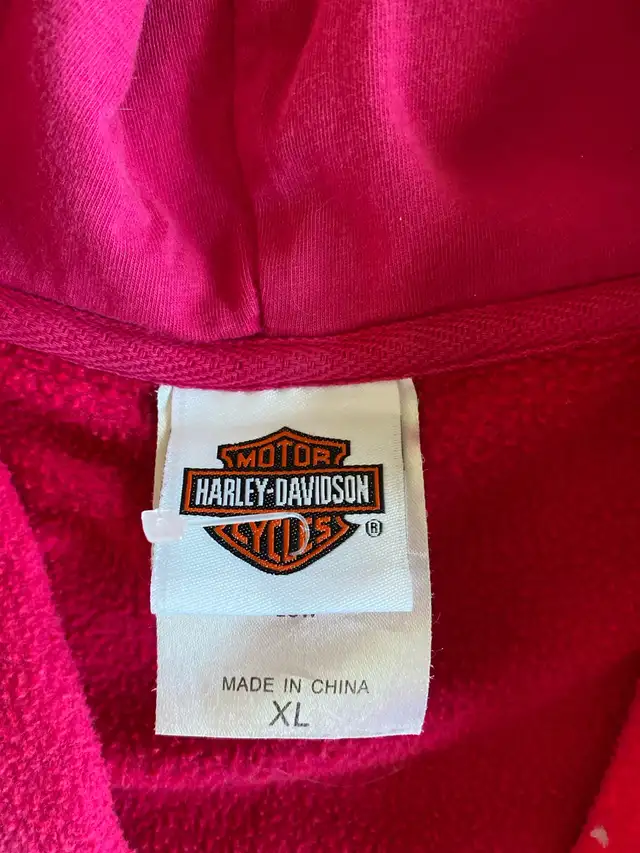 MOTOR
HARLEY-DAVIDSON
CYCLES
®
MADE IN CHINA
XL